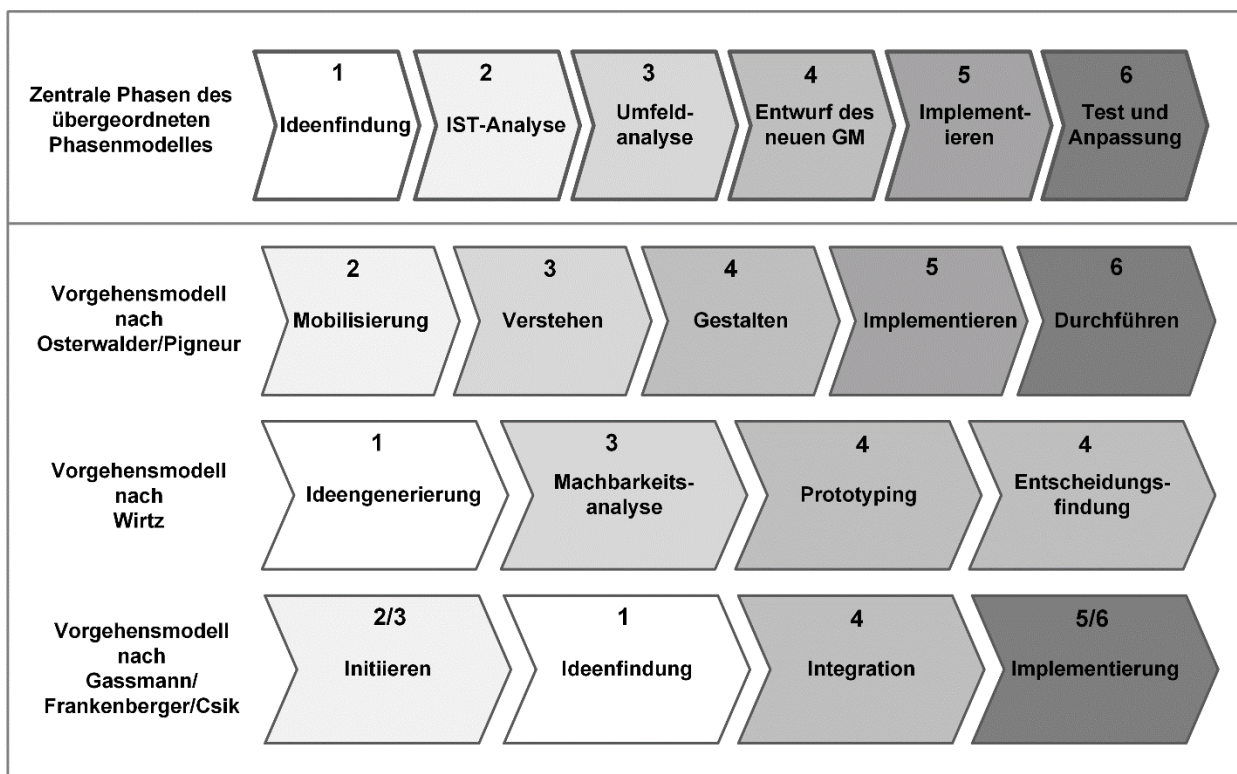 Zentrale Phasen des
übergeordneten
Phasenmodelles
1
Ideenfindung
2
IST-Analyse
3
Umfeld-
analyse
4
Entwurf des
neuen GM
5
Implement-
ieren
6
Test und
Anpassung
Vorgehensmodell
nach
Osterwalder/Pigneur
2
Mobilisierung
3
Verstehen
4
Gestalten
5
Implementieren
6
Durchführen
Vorgehensmodell
nach
Wirtz
1
Ideengenerierung
3
Machbarkeits-
analyse
4
Prototyping
4
Entscheidungs-
findung
Vorgehensmodell
nach
Gassmann/
Frankenberger/Csik
2/3
Initiieren
1
Ideenfindung
4
Integration
5/6
Implementierung